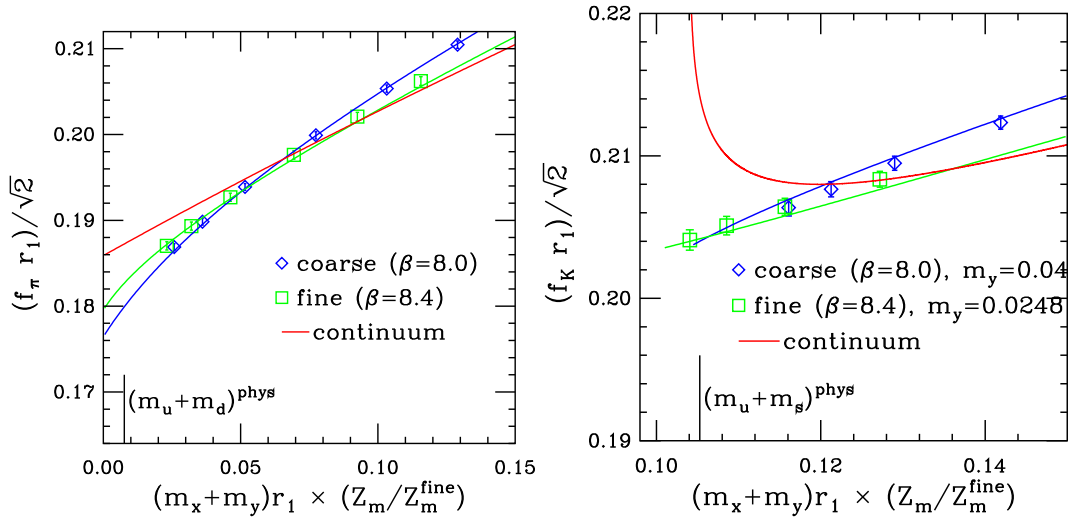 (f_π r_1)/√2
0.21
0.20
0.19
0.18
0.17
coarse (β=8.0)
fine (β=8.4)
continuum
(m_u+m_d)^phys
0.00 0.05 0.10 0.15
(m_x+m_y)r_1 × (Z_m/Z_m^fine)
(f_K r_1)/√2
0.22
0.21
0.20
0.19
coarse (β=8.0), m_y=0.04
fine (β=8.4), m_y=0.0248
continuum
(m_u+m_s)^phys
0.10 0.12 0.14
(m_x+m_y)r_1 × (Z_m/Z_m^fine)